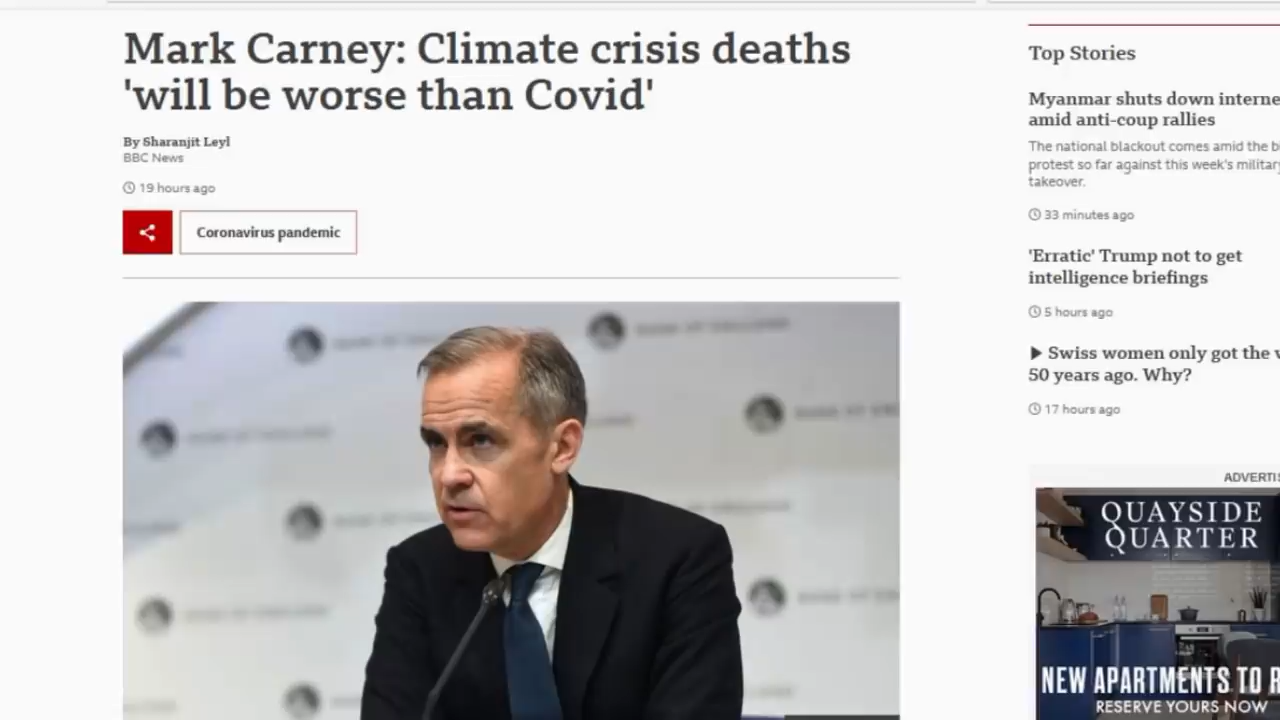 Mark Carney: Climate crisis deaths
'will be worse than Covid'
By Sharanjit Leyl
BBC News
19 hours ago
Coronavirus pandemic
Top Stories
Myanmar shuts down interne
amid anti-coup rallies
The national blackout comes amid the bi
protest so far against this week's military
takeover.
33 minutes ago
'Erratic' Trump not to get
intelligence briefings
5 hours ago
Swiss women only got the v
50 years ago. Why?
17 hours ago
ADVERTIS
QUAYSIDE
QUARTER
NEW APARTMENTS TO R
RESERVE YOURS NOW